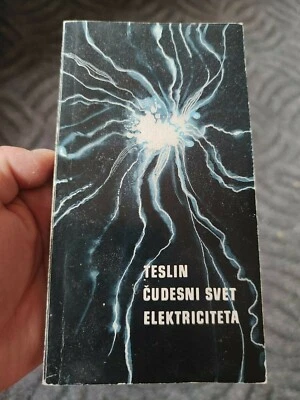 TESLIN
ČUDESNI SVET
ELEKTRICITETA